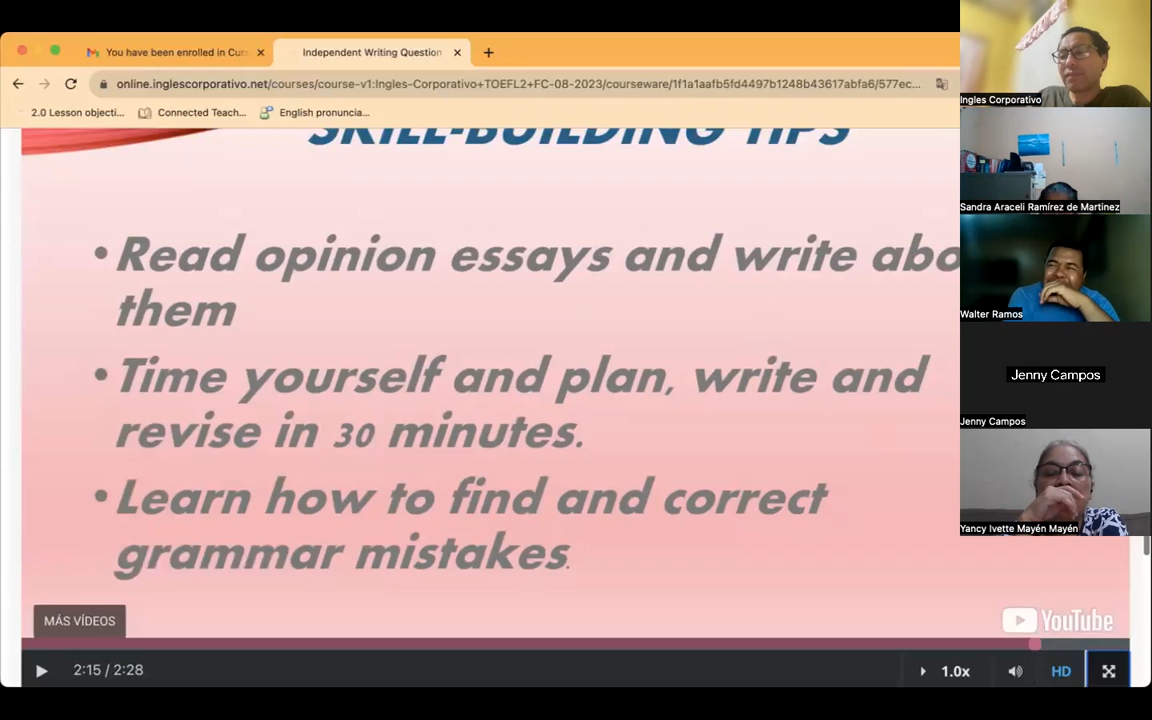 You have been enrolled in Cur
Independent Writing Question
online.inglescorporativo.net/courses/course-v1:Ingles-Corporativo+TOEFL2+FC-08-2023/courseware/1f1a1aafb5fd4497b1248b43617abfa6/577ec...
2.0 Lesson objecti...
Connected Teach...
English pronuncia...
SKILL-BUILDING TIPS
• Read opinion essays and write abo
them
• Time yourself and plan, write and
revise in 30 minutes.
• Learn how to find and correct
grammar mistakes.
MÁS VÍDEOS
YouTube
2:15 / 2:28
1.0x
HD
Ingles Corporativo
Sandra Araceli Ramírez de Martinez
Walter Ramos
Jenny Campos
Jenny Campos
Yancy Ivette Mayén Mayén